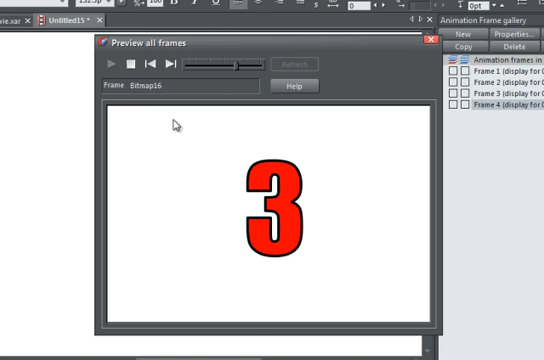 vie.xar
Untitled15 *
0
0pt
Animation Frame gallery
New
Properties...
Copy
Delete
Animation frames in
Frame 1 (display for
Frame 2 (display for
Frame 3 (display for
Frame 4 (display for
Preview all frames
Refresh
Frame Bitmap16
Help
3